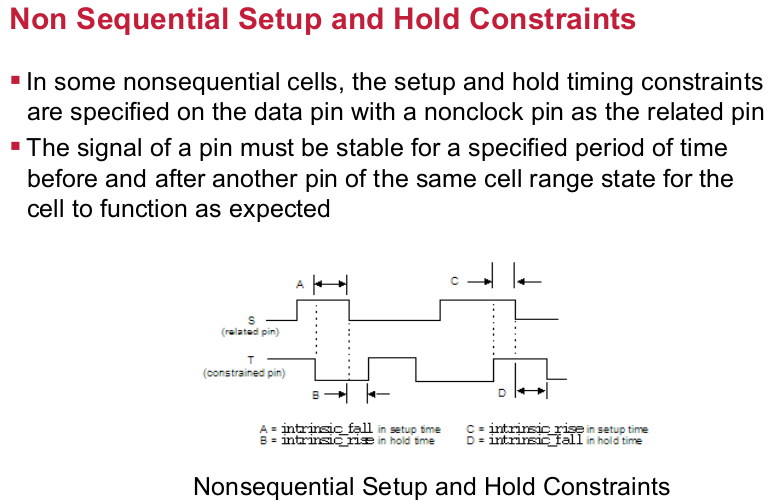 Non Sequential Setup and Hold Constraints
▪ In some nonsequential cells, the setup and hold timing constraints
are specified on the data pin with a nonclock pin as the related pin
▪ The signal of a pin must be stable for a specified period of time
before and after another pin of the same cell range state for the
cell to function as expected
A
C
S
(related pin)
T
(constrained pin)
B
D
A = intrinsic_fall in setup time
B = intrinsic_rise in hold time
C = intrinsic_rise in setup time
D = intrinsic_fall in hold time
Nonsequential Setup and Hold Constraints